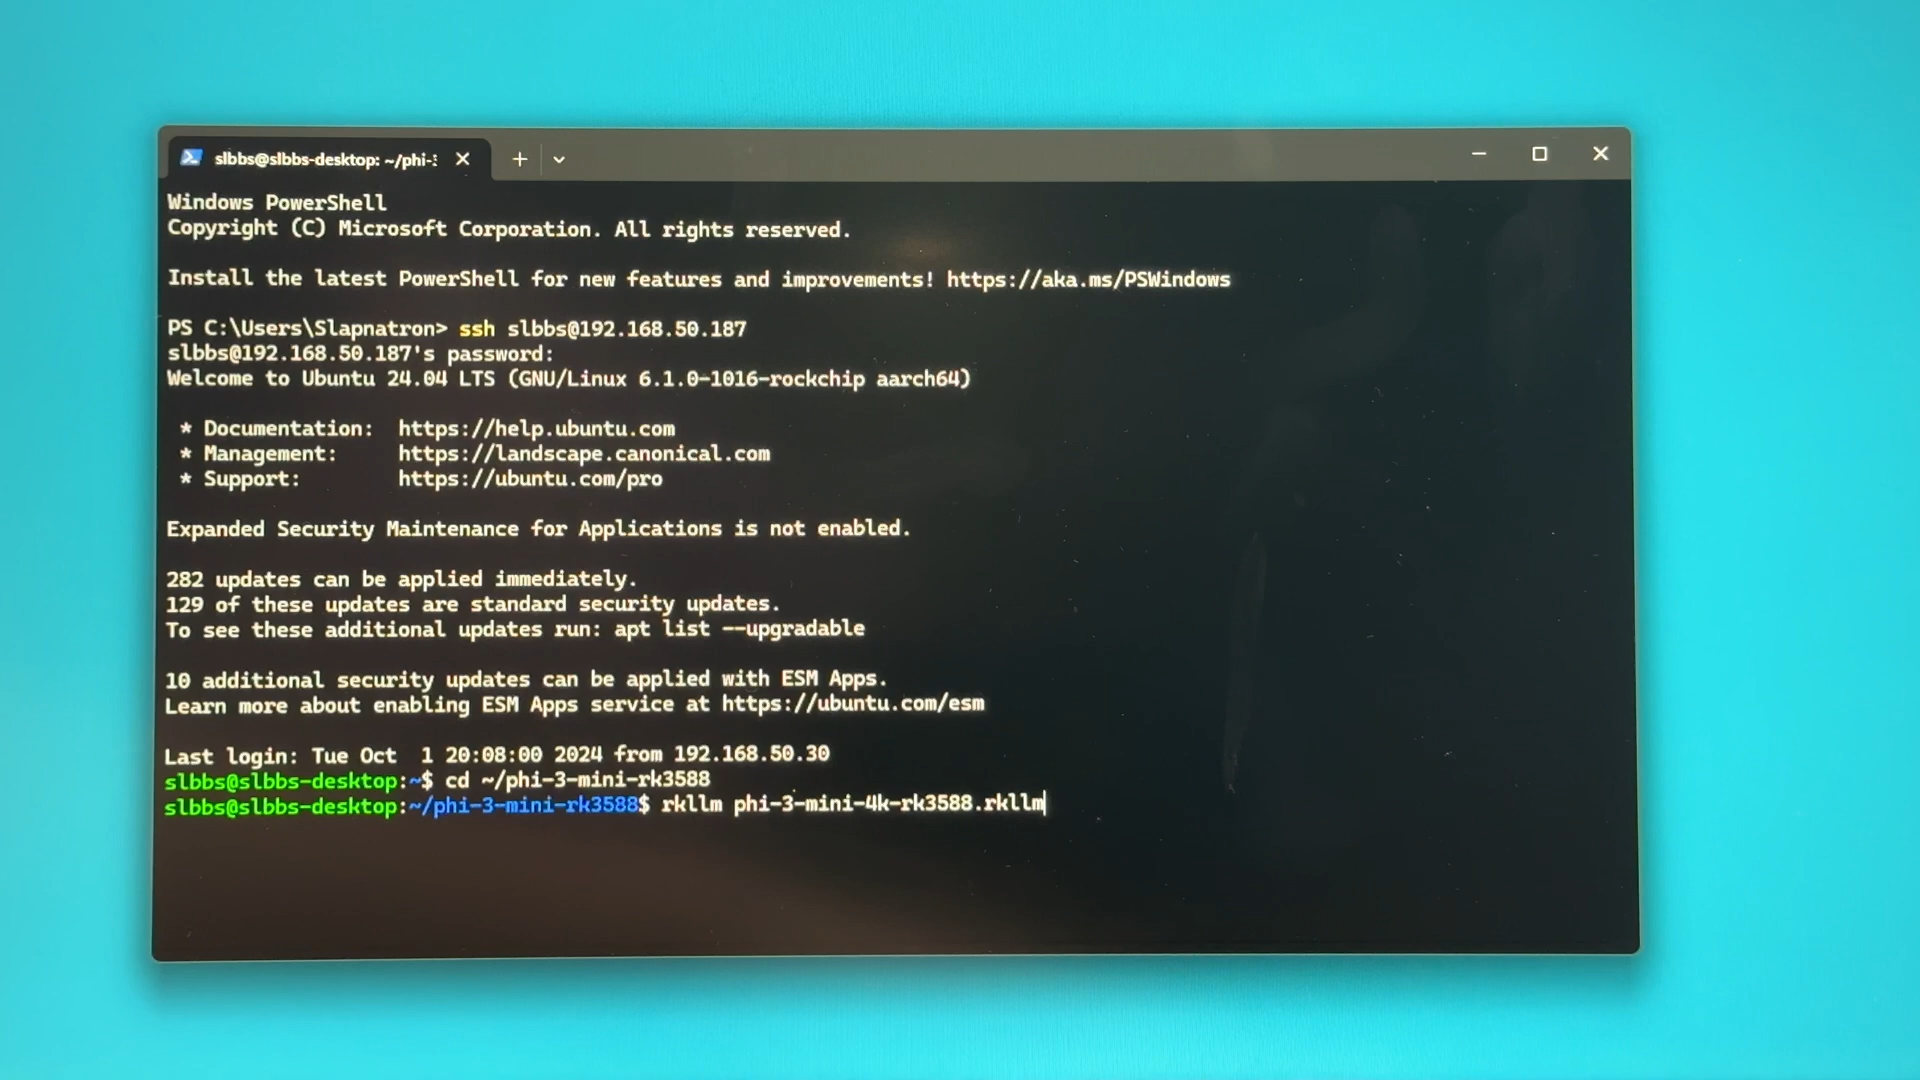 slbbs@slbbs-desktop: ~/phi-3
Windows PowerShell
Copyright (C) Microsoft Corporation. All rights reserved.
Install the latest PowerShell for new features and improvements! https://aka.ms/PSWindows
PS C:\Users\Slapnatron> ssh slbbs@192.168.50.187
slbbs@192.168.50.187's password:
Welcome to Ubuntu 24.04 LTS (GNU/Linux 6.1.0-1016-rockchip aarch64)
* Documentation:  https://help.ubuntu.com
* Management:     https://landscape.canonical.com
* Support:        https://ubuntu.com/pro
Expanded Security Maintenance for Applications is not enabled.
282 updates can be applied immediately.
129 of these updates are standard security updates.
To see these additional updates run: apt list --upgradable
10 additional security updates can be applied with ESM Apps.
Learn more about enabling ESM Apps service at https://ubuntu.com/esm
Last login: Tue Oct  1 20:08:00 2024 from 192.168.50.30
slbbs@slbbs-desktop:~$ cd ~/phi-3-mini-rk3588
slbbs@slbbs-desktop:~/phi-3-mini-rk3588$ rkllm phi-3-mini-4k-rk3588.rkllm